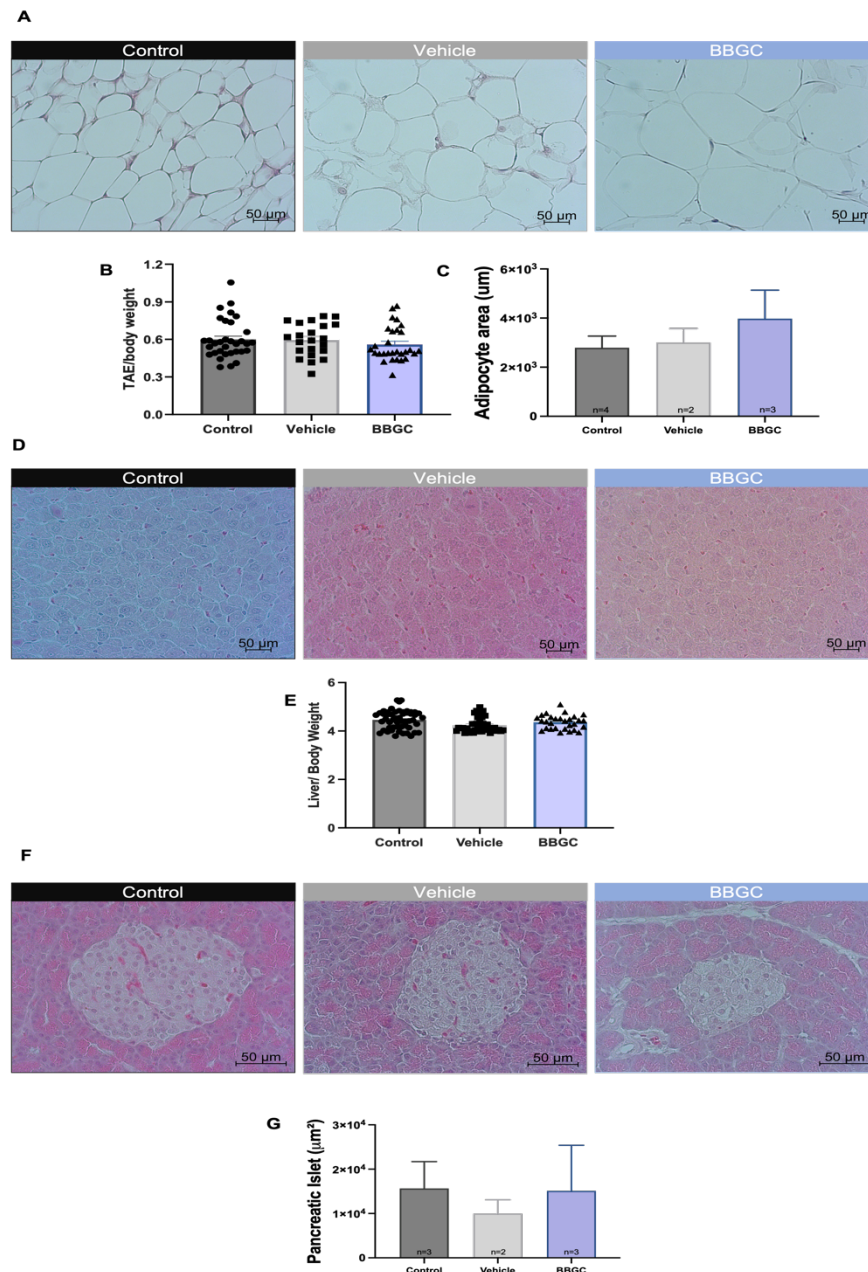 A
Control
Vehicle
BBGC
50 µm
50 µm
50 µm
B
TAE/body weight
1.2
0.9
0.6
0.3
0.0
Control
Vehicle
BBGC
C
Adipocyte area (um)
6×10³
4×10³
2×10³
0
n=4
n=2
n=3
Control
Vehicle
BBGC
D
Control
Vehicle
BBGC
50 µm
50 µm
50 µm
E
Liver/ Body Weight
6
4
2
0
Control
Vehicle
BBGC
F
Control
Vehicle
BBGC
50 µm
50 µm
50 µm
G
Pancreatic Islet (µm²)
3×10⁴
2×10⁴
1×10⁴
0
n=3
n=2
n=3
Control
Vehicle
BBGC